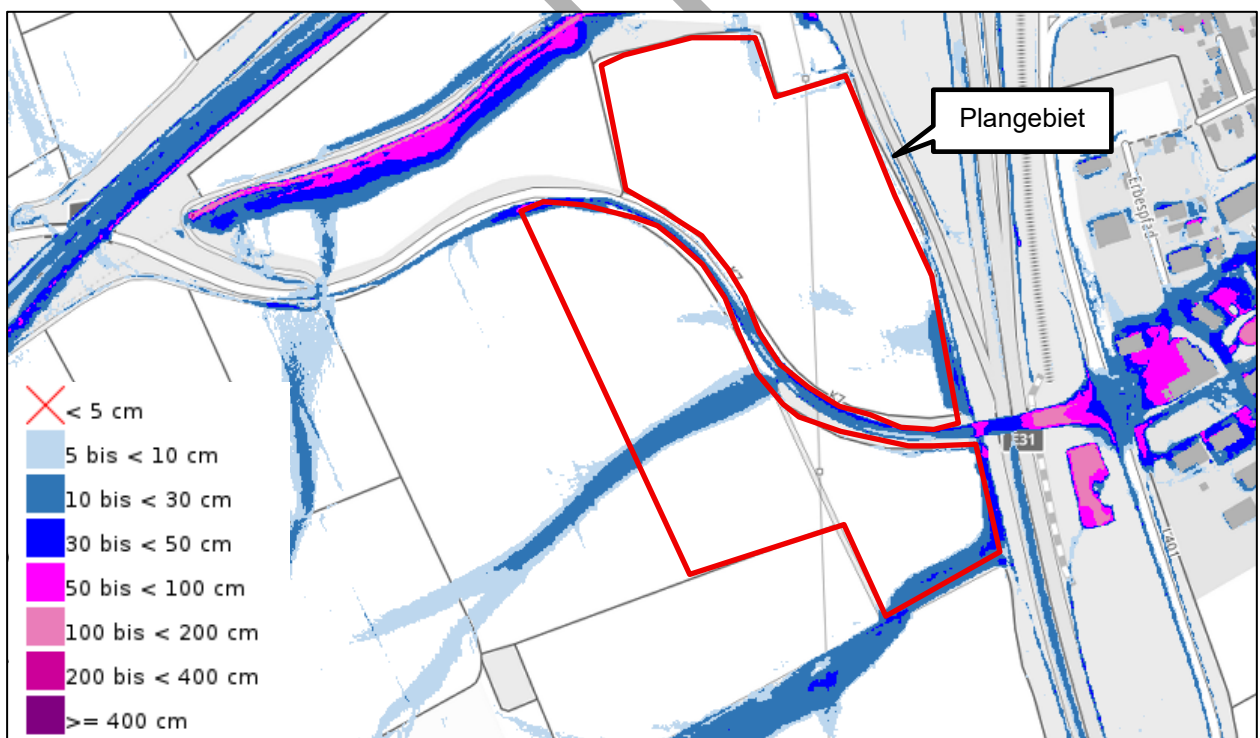 Plangebiet
Erbespfad
K7
K7
E31
L401
< 5 cm
5 bis < 10 cm
10 bis < 30 cm
30 bis < 50 cm
50 bis < 100 cm
100 bis < 200 cm
200 bis < 400 cm
>= 400 cm